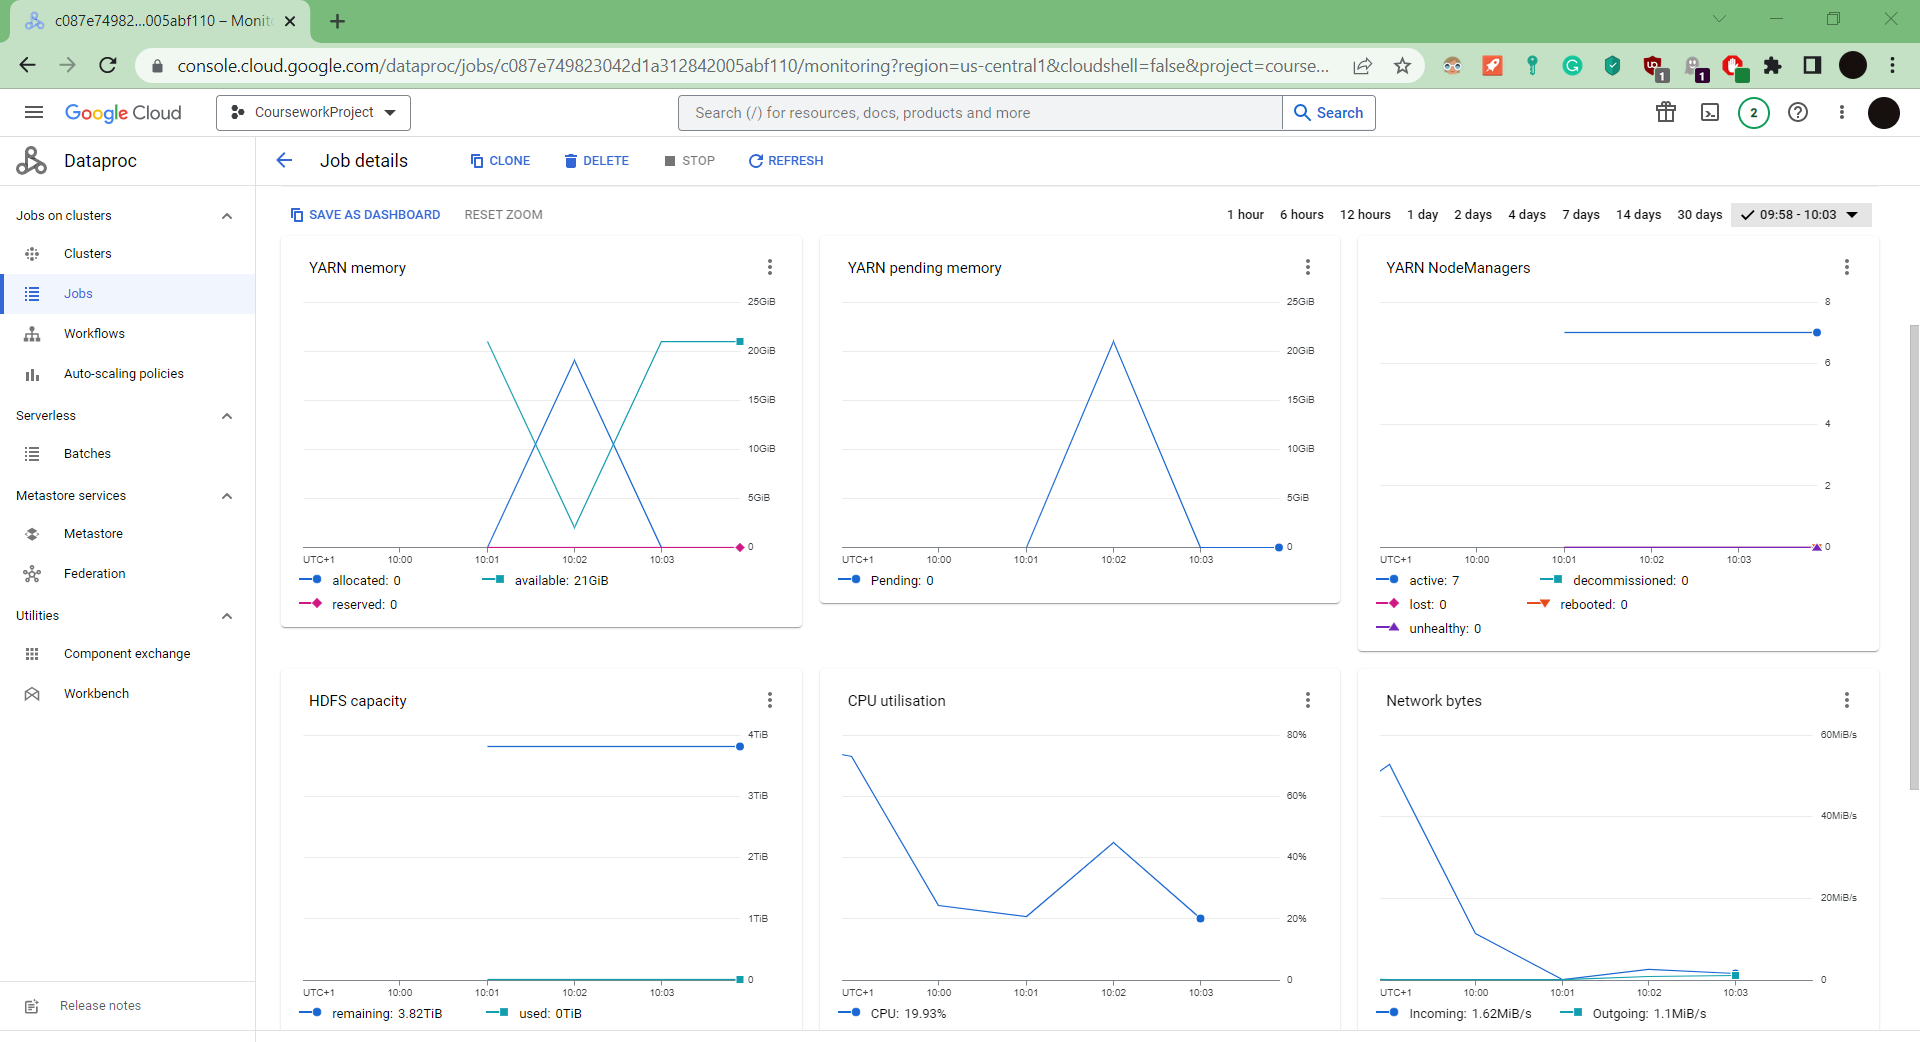 c087e74982...005abf110 – Monit
console.cloud.google.com/dataproc/jobs/c087e749823042d1a312842005abf110/monitoring?region=us-central1&cloudshell=false&project=course...
1
1
Google Cloud
CourseworkProject
Search (/) for resources, docs, products and more
Search
2
Dataproc
Job details
CLONE
DELETE
STOP
REFRESH
Jobs on clusters
Clusters
Jobs
Workflows
Auto-scaling policies
Serverless
Batches
Metastore services
Metastore
Federation
Utilities
Component exchange
Workbench
Release notes
SAVE AS DASHBOARD
RESET ZOOM
1 hour
6 hours
12 hours
1 day
2 days
4 days
7 days
14 days
30 days
09:58 - 10:03
YARN memory
25GiB
20GiB
15GiB
10GiB
5GiB
0
UTC+1
10:00
10:01
10:02
10:03
allocated: 0
available: 21GiB
reserved: 0
YARN pending memory
25GiB
20GiB
15GiB
10GiB
5GiB
0
UTC+1
10:00
10:01
10:02
10:03
Pending: 0
YARN NodeManagers
8
6
4
2
0
UTC+1
10:00
10:01
10:02
10:03
active: 7
decommissioned: 0
lost: 0
rebooted: 0
unhealthy: 0
HDFS capacity
4TiB
3TiB
2TiB
1TiB
0
UTC+1
10:00
10:01
10:02
10:03
remaining: 3.82TiB
used: 0TiB
CPU utilisation
80%
60%
40%
20%
0
UTC+1
10:00
10:01
10:02
10:03
CPU: 19.93%
Network bytes
60MiB/s
40MiB/s
20MiB/s
0
UTC+1
10:00
10:01
10:02
10:03
Incoming: 1.62MiB/s
Outgoing: 1.1MiB/s